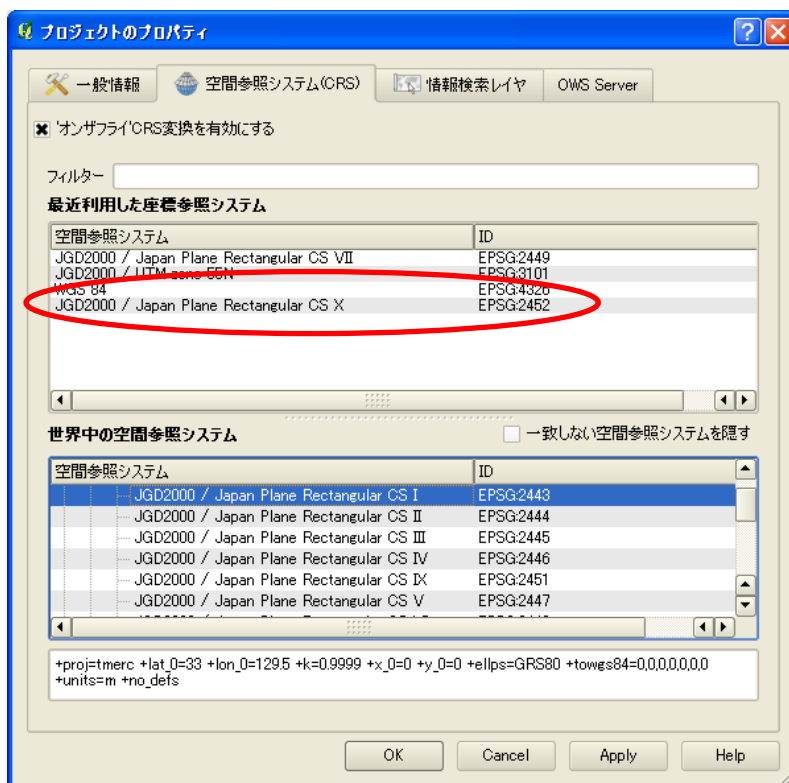 プロジェクトのプロパティ
一般情報 空間参照システム(CRS) 情報検索レイヤ OWS Server
'オンザフライ'CRS変換を有効にする
フィルター
最近利用した座標参照システム
空間参照システム ID
JGD2000 / Japan Plane Rectangular CS VII EPSG:2449
JGD2000 / UTM zone 55N EPSG:3101
WGS 84 EPSG:4326
JGD2000 / Japan Plane Rectangular CS X EPSG:2452
世界中の空間参照システム 一致しない空間参照システムを隠す
空間参照システム ID
JGD2000 / Japan Plane Rectangular CS I EPSG:2443
JGD2000 / Japan Plane Rectangular CS II EPSG:2444
JGD2000 / Japan Plane Rectangular CS III EPSG:2445
JGD2000 / Japan Plane Rectangular CS IV EPSG:2446
JGD2000 / Japan Plane Rectangular CS IX EPSG:2451
JGD2000 / Japan Plane Rectangular CS V EPSG:2447
+proj=tmerc +lat_0=33 +lon_0=129.5 +k=0.9999 +x_0=0 +y_0=0 +ellps=GRS80 +towgs84=0,0,0,0,0,0,0
+units=m +no_defs
OK Cancel Apply Help